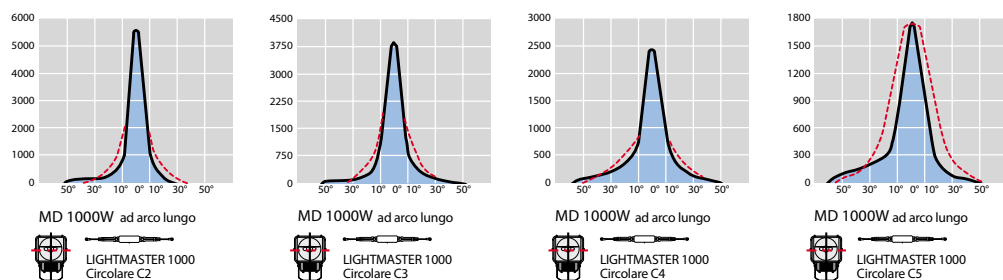 6000
5000
4000
3000
2000
1000
0
50° 30° 10° 0° 10° 30° 50°
MD 1000W ad arco lungo
LIGHTMASTER 1000
Circolare C2
4500
3750
3000
2250
1500
750
0
50° 30° 10° 0° 10° 30° 50°
MD 1000W ad arco lungo
LIGHTMASTER 1000
Circolare C3
3000
2500
2000
1500
1000
500
0
50° 30° 10° 0° 10° 30° 50°
MD 1000W ad arco lungo
LIGHTMASTER 1000
Circolare C4
1800
1500
1200
900
600
300
0
50° 30° 10° 0° 10° 30° 50°
MD 1000W ad arco lungo
LIGHTMASTER 1000
Circolare C5